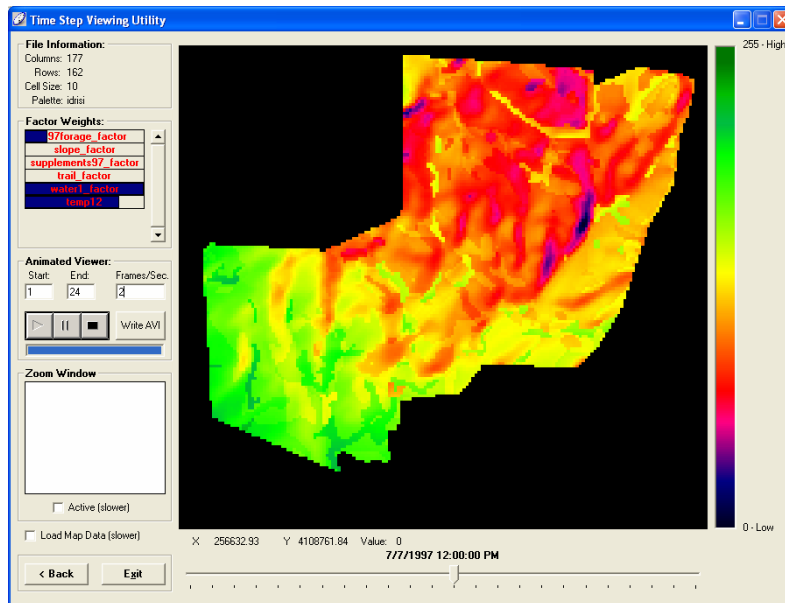 Time Step Viewing Utility
File Information:
Columns: 177
Rows: 162
Cell Size: 10
Palette: idrisi
Factor Weights:
97forage_factor
slope_factor
supplements97_factor
trail_factor
water1_factor
temp12
Animated Viewer:
Start: End: Frames/Sec.
1 24 2
Write AVI
Zoom Window
Active (slower)
Load Map Data (slower)
< Back Exit
255 - High
0 - Low
X 256632.93 Y 4108761.84 Value: 0
7/7/1997 12:00:00 PM